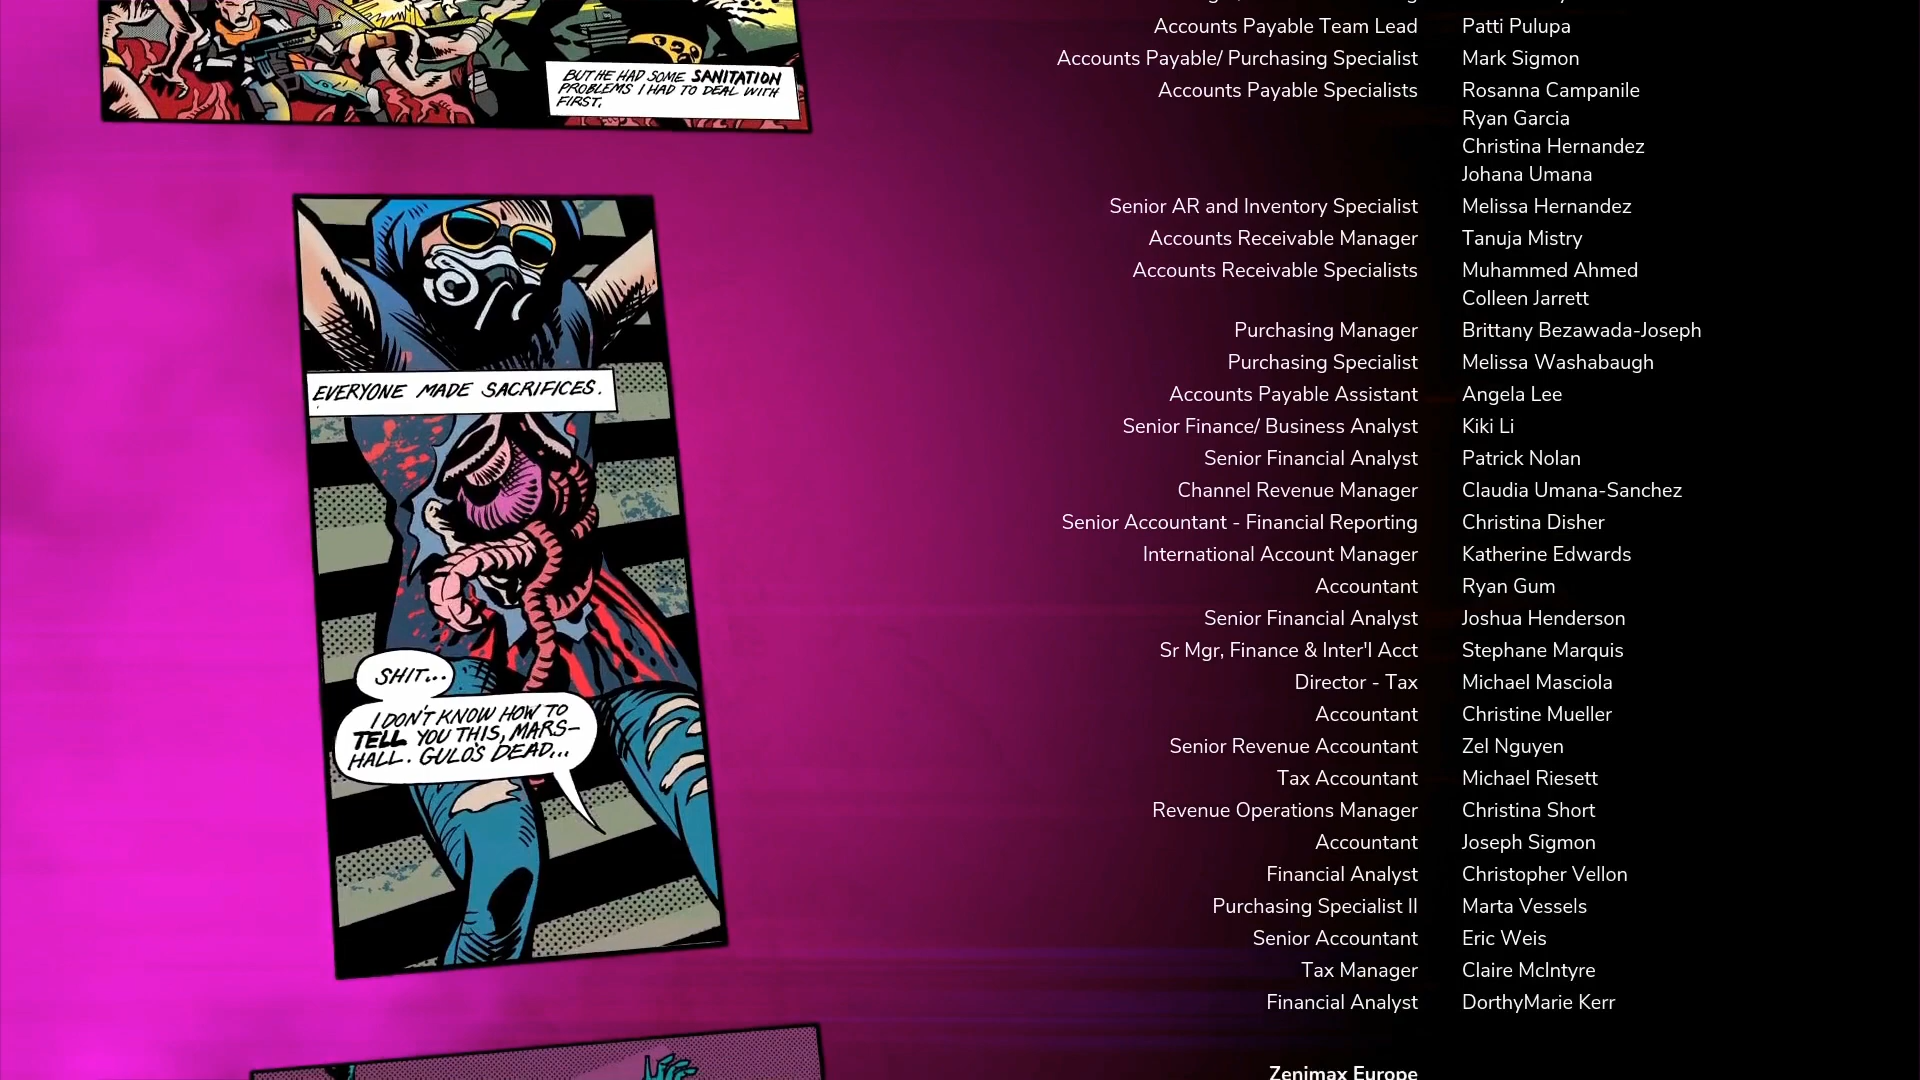 BUT HE HAD SOME SANITATION
PROBLEMS I HAD TO DEAL WITH
FIRST.
EVERYONE MADE SACRIFICES.
SHIT...
I DON'T KNOW HOW TO
TELL YOU THIS, MARS-
HALL. GULO'S DEAD...
Accounts Payable Team Lead Patti Pulupa
Accounts Payable/ Purchasing Specialist Mark Sigmon
Accounts Payable Specialists Rosanna Campanile
Ryan Garcia
Christina Hernandez
Johana Umana
Senior AR and Inventory Specialist Melissa Hernandez
Accounts Receivable Manager Tanuja Mistry
Accounts Receivable Specialists Muhammed Ahmed
Colleen Jarrett
Purchasing Manager Brittany Bezawada-Joseph
Purchasing Specialist Melissa Washabaugh
Accounts Payable Assistant Angela Lee
Senior Finance/ Business Analyst Kiki Li
Senior Financial Analyst Patrick Nolan
Channel Revenue Manager Claudia Umana-Sanchez
Senior Accountant - Financial Reporting Christina Disher
International Account Manager Katherine Edwards
Accountant Ryan Gum
Senior Financial Analyst Joshua Henderson
Sr Mgr, Finance & Inter'l Acct Stephane Marquis
Director - Tax Michael Masciola
Accountant Christine Mueller
Senior Revenue Accountant Zel Nguyen
Tax Accountant Michael Riesett
Revenue Operations Manager Christina Short
Accountant Joseph Sigmon
Financial Analyst Christopher Vellon
Purchasing Specialist II Marta Vessels
Senior Accountant Eric Weis
Tax Manager Claire McIntyre
Financial Analyst DorthyMarie Kerr
Zenimax Europe